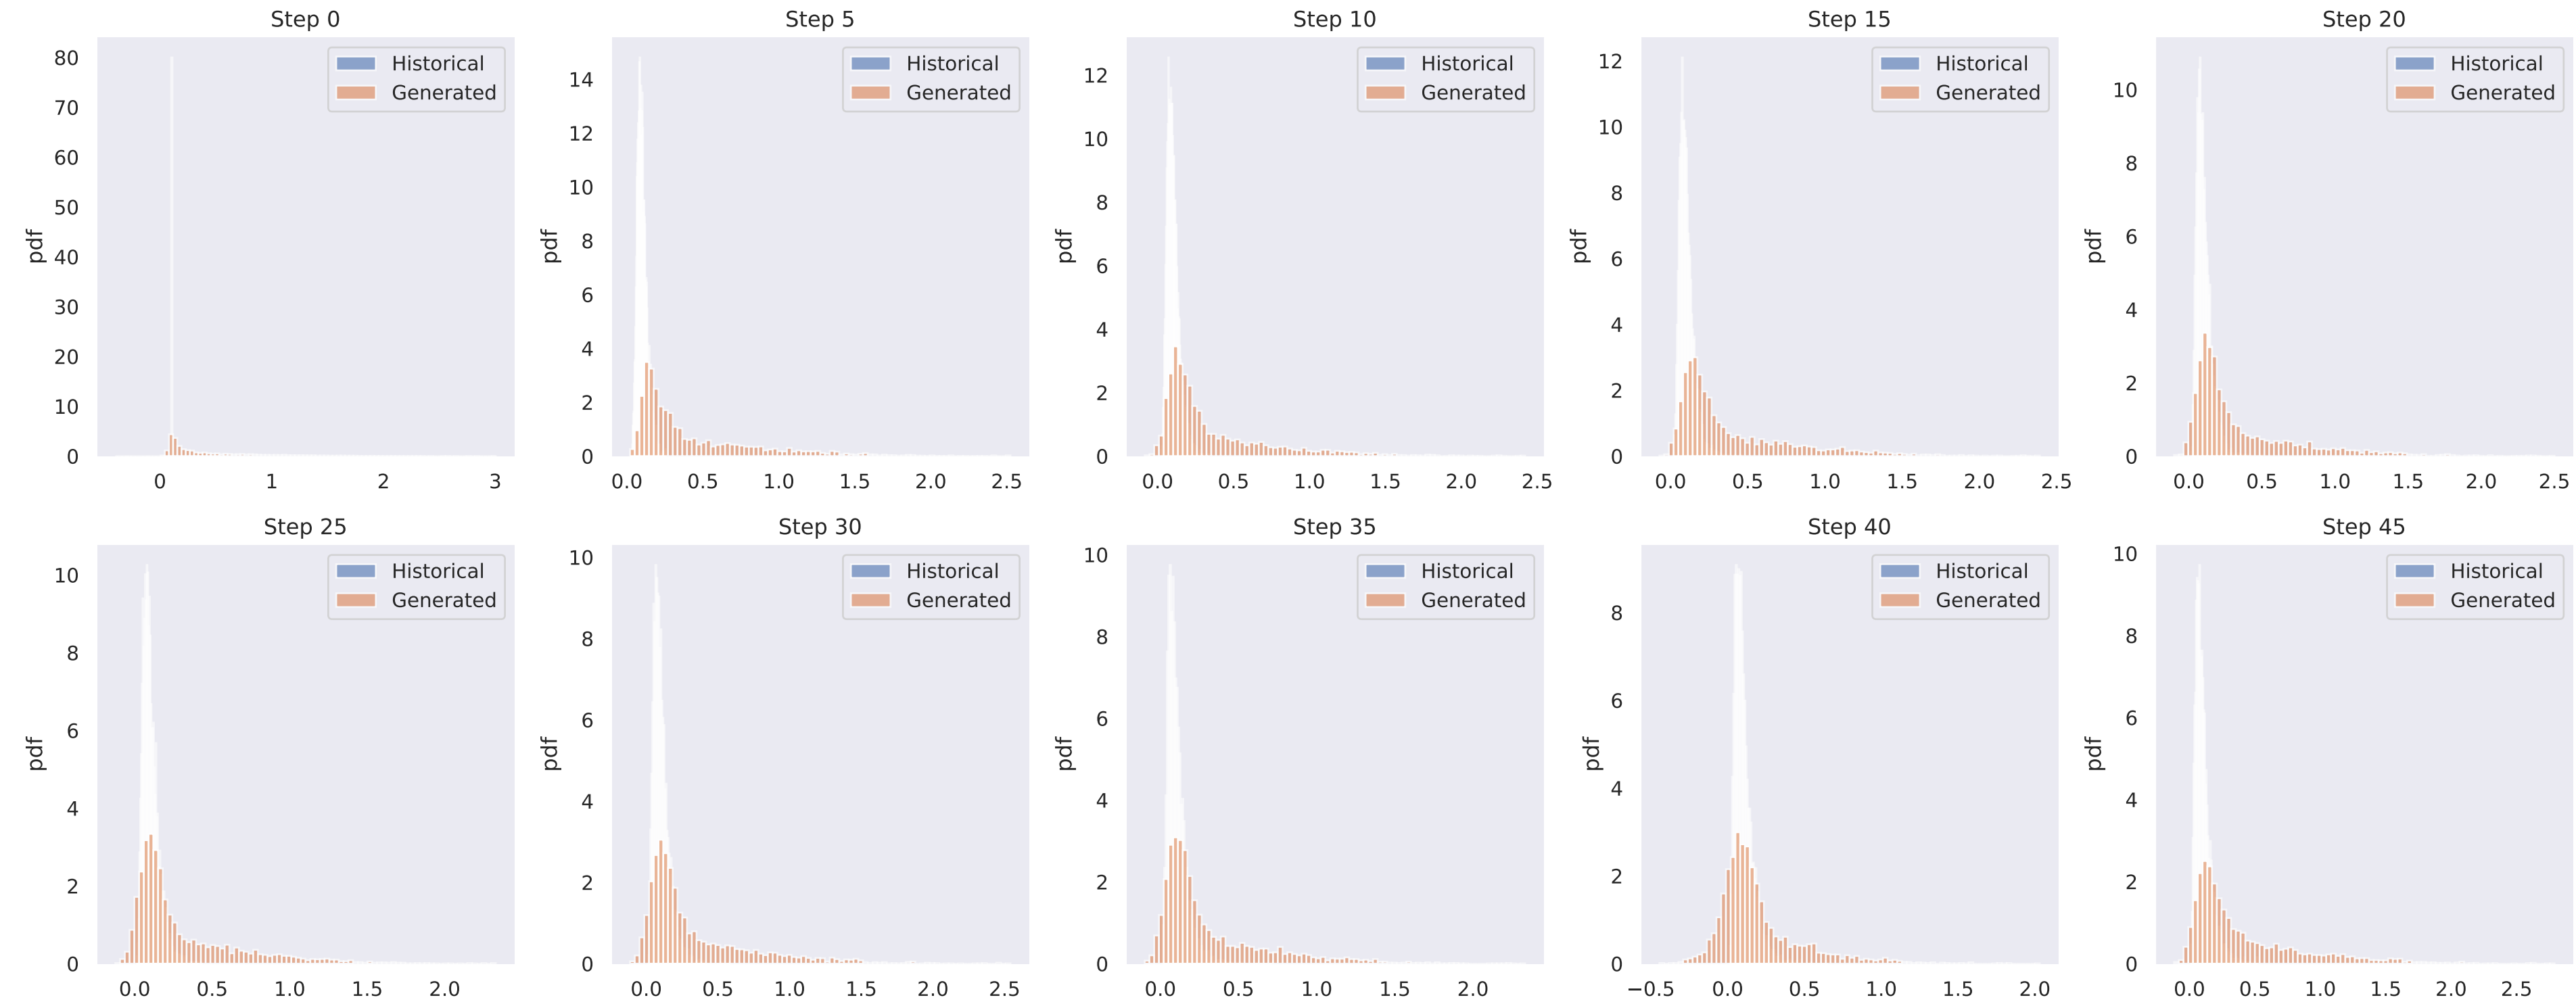 Step 0
80
70
60
50
40
30
20
10
0
pdf
0 1 2 3
Historical
Generated
Step 5
14
12
10
8
6
4
2
0
pdf
0.0 0.5 1.0 1.5 2.0 2.5
Historical
Generated
Step 10
12
10
8
6
4
2
0
pdf
0.0 0.5 1.0 1.5 2.0 2.5
Historical
Generated
Step 15
12
10
8
6
4
2
0
pdf
0.0 0.5 1.0 1.5 2.0 2.5
Historical
Generated
Step 20
10
8
6
4
2
0
pdf
0.0 0.5 1.0 1.5 2.0 2.5
Historical
Generated
Step 25
10
8
6
4
2
0
pdf
0.0 0.5 1.0 1.5 2.0
Historical
Generated
Step 30
10
8
6
4
2
0
pdf
0.0 0.5 1.0 1.5 2.0 2.5
Historical
Generated
Step 35
10
8
6
4
2
0
pdf
0.0 0.5 1.0 1.5 2.0
Historical
Generated
Step 40
8
6
4
2
0
pdf
−0.5 0.0 0.5 1.0 1.5 2.0
Historical
Generated
Step 45
10
8
6
4
2
0
pdf
0.0 0.5 1.0 1.5 2.0 2.5
Historical
Generated